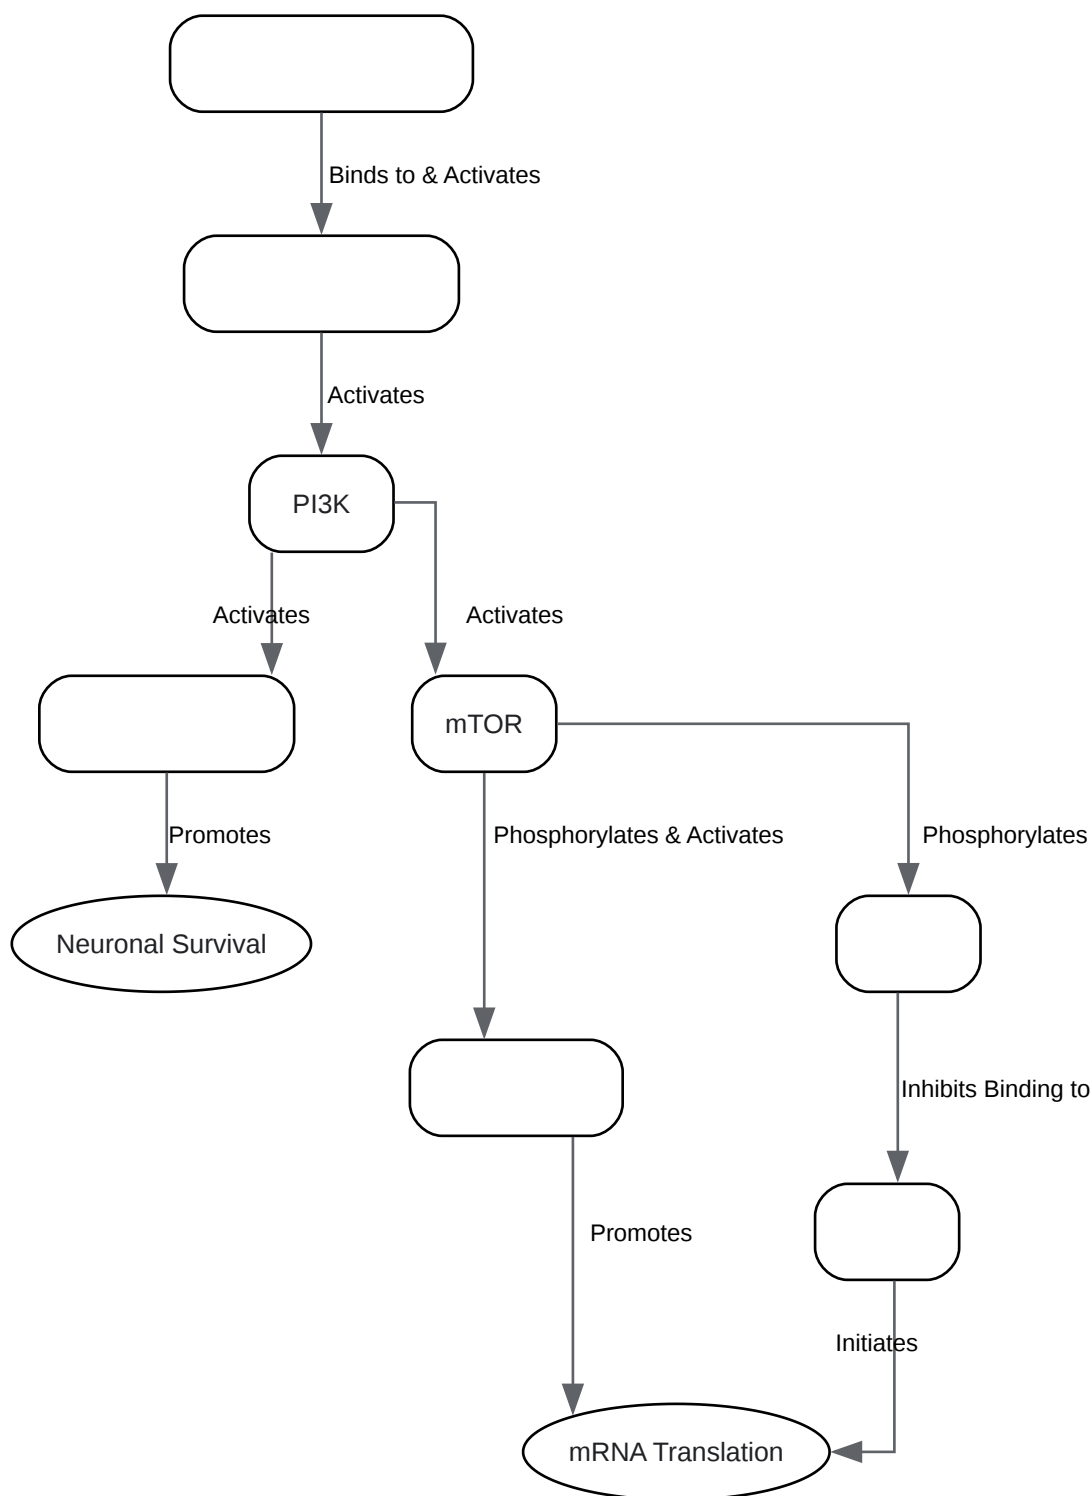 Binds to & Activates
Activates
PI3K
Activates
Activates
mTOR
Promotes
Phosphorylates & Activates
Phosphorylates
Neuronal Survival
Inhibits Binding to
Promotes
Initiates
mRNA Translation